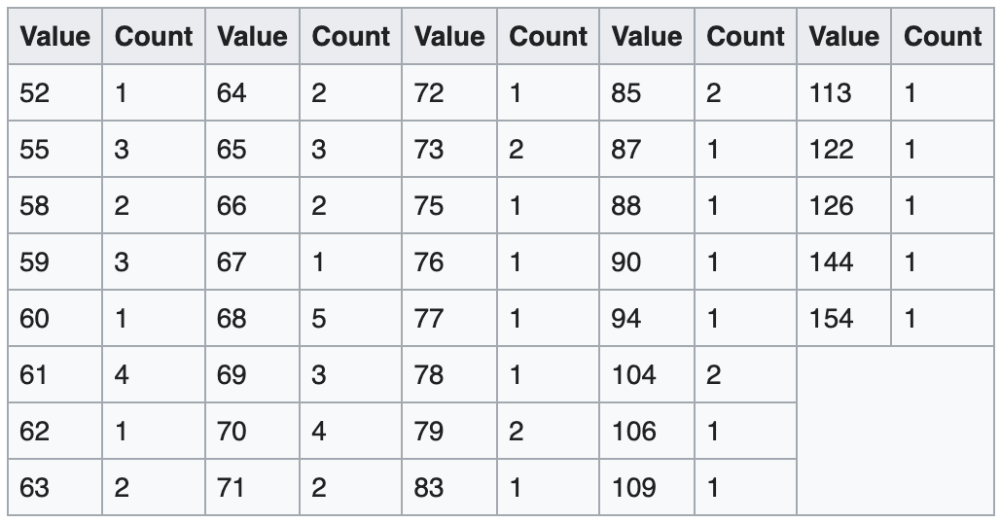 Value Count Value Count Value Count Value Count Value Count
52 1 64 2 72 1 85 2 113 1
55 3 65 3 73 2 87 1 122 1
58 2 66 2 75 1 88 1 126 1
59 3 67 1 76 1 90 1 144 1
60 1 68 5 77 1 94 1 154 1
61 4 69 3 78 1 104 2
62 1 70 4 79 2 106 1
63 2 71 2 83 1 109 1